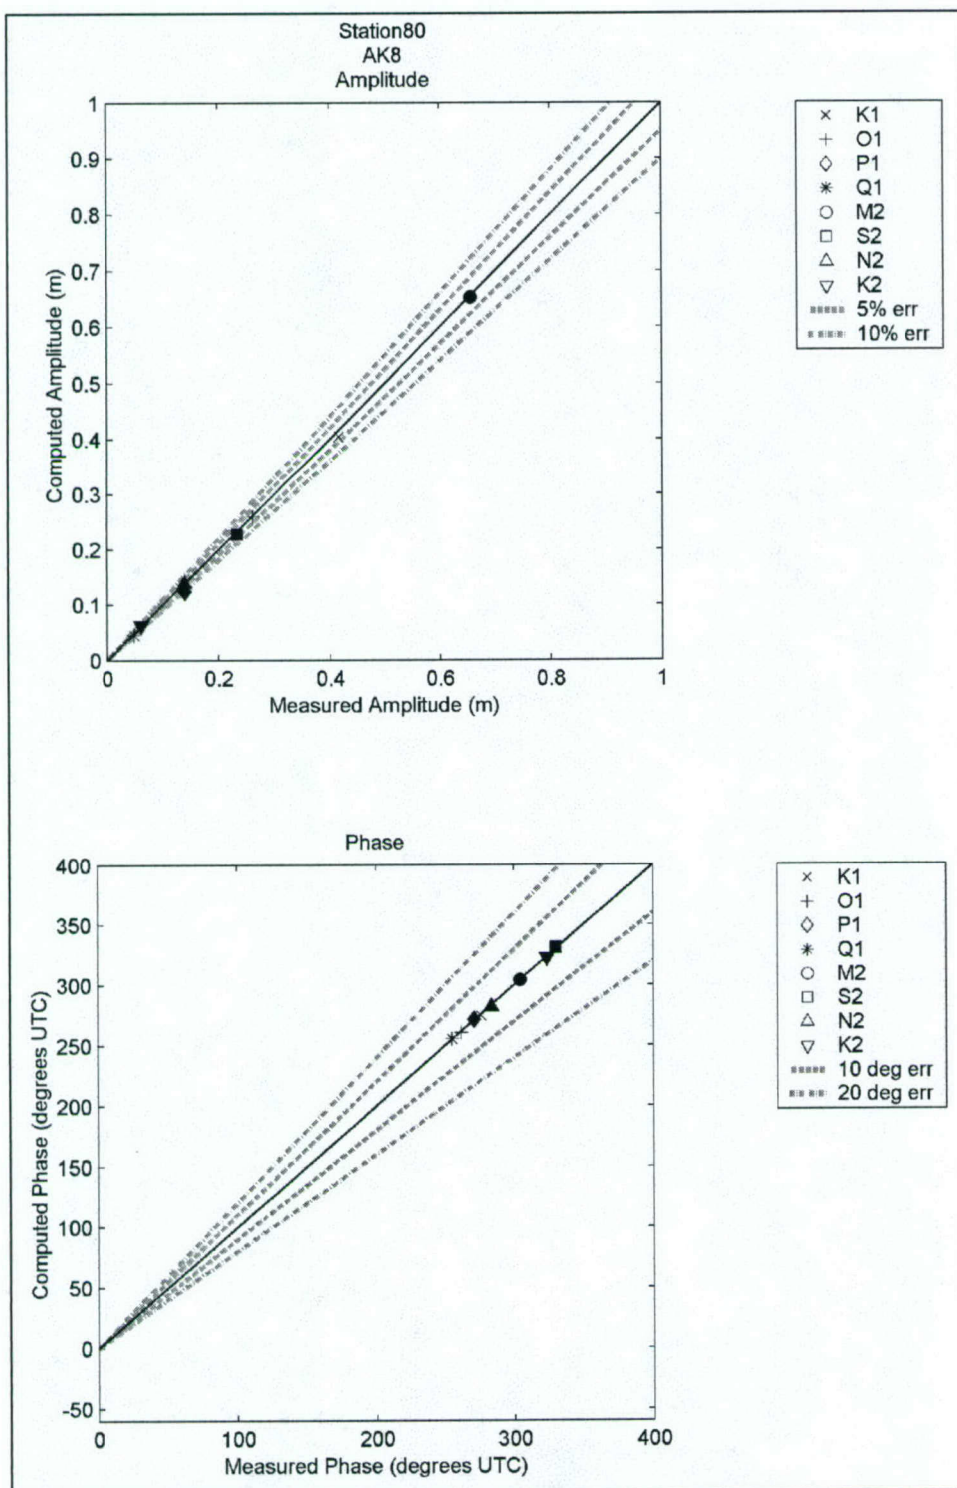 Station80
AK8
Amplitude
1
0.9
0.8
0.7
0.6
0.5
0.4
0.3
0.2
0.1
0
Computed Amplitude (m)
0 0.2 0.4 0.6 0.8 1
Measured Amplitude (m)
K1
O1
P1
Q1
M2
S2
N2
K2
5% err
10% err
Phase
400
350
300
250
200
150
100
50
0
-50
Computed Phase (degrees UTC)
0 100 200 300 400
Measured Phase (degrees UTC)
K1
O1
P1
Q1
M2
S2
N2
K2
10 deg err
20 deg err